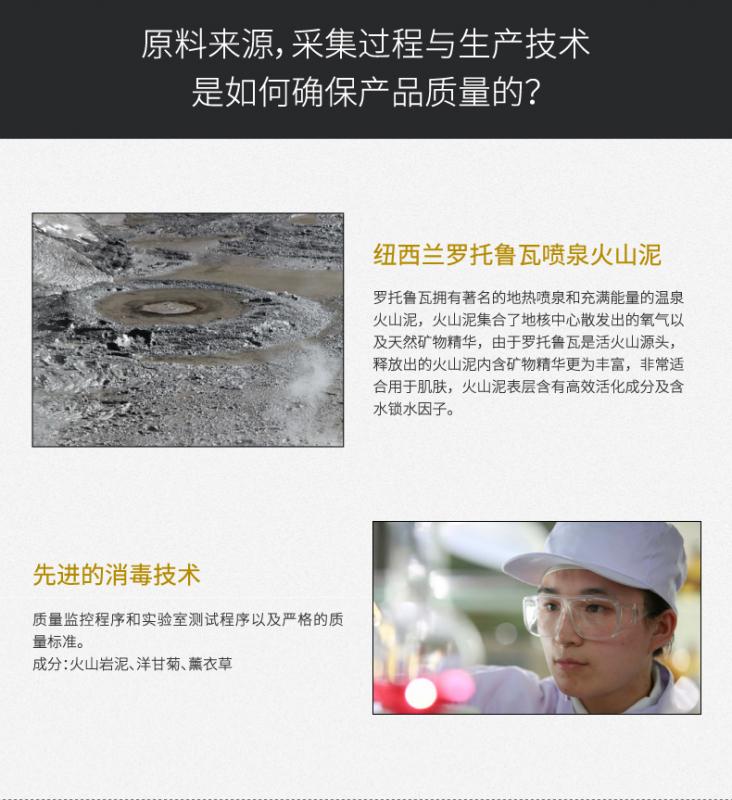 原料来源，采集过程与生产技术
是如何确保产品质量的？
纽西兰罗托鲁瓦喷泉火山泥
罗托鲁瓦拥有著名的地热喷泉和充满能量的温泉
火山泥，火山泥集合了地核中心散发出的氧气以
及天然矿物精华，由于罗托鲁瓦是活火山源头，
释放出的火山泥内含矿物精华更为丰富，非常适
合用于肌肤，火山泥表层含有高效活化成分及含
水锁水因子。
先进的消毒技术
质量监控程序和实验室测试程序以及严格的质
量标准。
成分：火山岩泥、洋甘菊、薰衣草